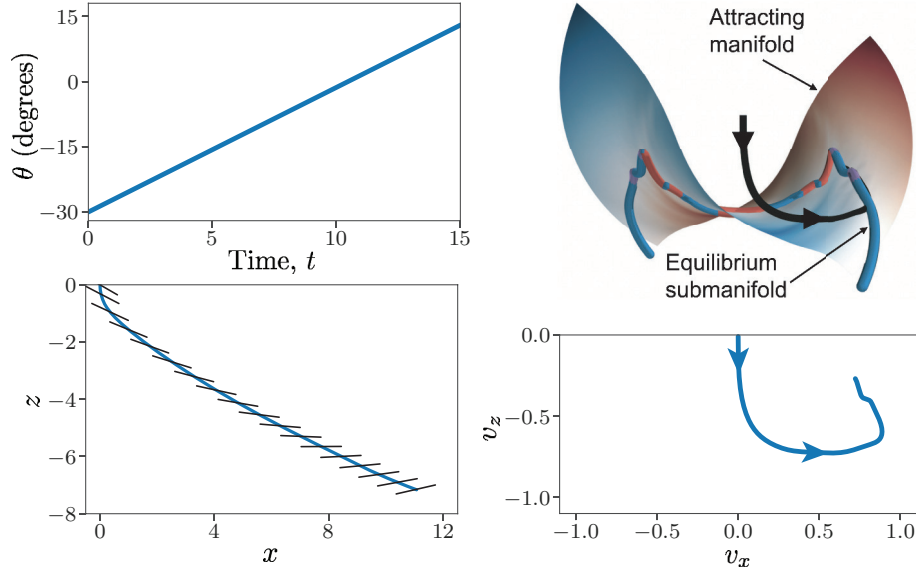 15
0
−15
−30
θ (degrees)
0
5
10
15
Time, t
Attracting
manifold
Equilibrium
submanifold
0
−2
−4
−6
−8
z
0
4
8
12
x
0.0
−0.5
−1.0
v_z
−1.0
−0.5
0.0
0.5
1.0
v_x